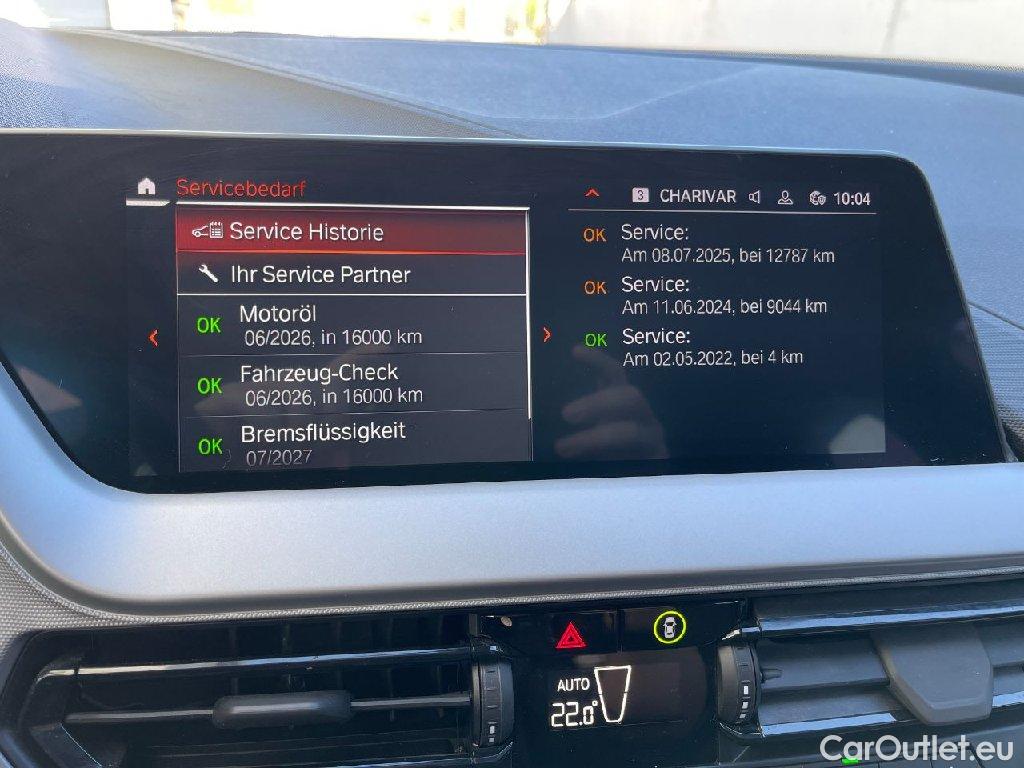 Servicebedarf
Service Historie
Ihr Service Partner
OK Motoröl
06/2026, in 16000 km
OK Fahrzeug-Check
06/2026, in 16000 km
OK Bremsflüssigkeit
07/2027
3 CHARIVAR 10:04
OK Service:
Am 08.07.2025, bei 12787 km
OK Service:
Am 11.06.2024, bei 9044 km
OK Service:
Am 02.05.2022, bei 4 km
AUTO
22.0°
CarOutlet.eu